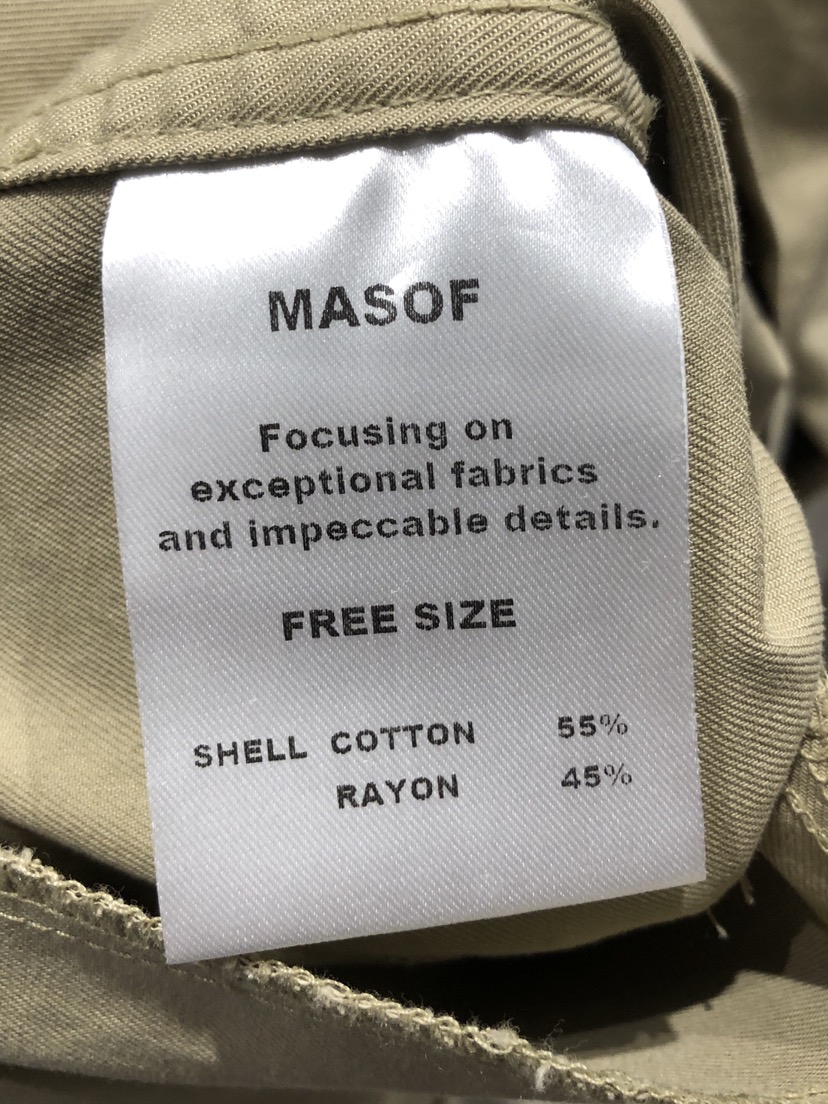 MASOF
Focusing on
exceptional fabrics
and impeccable details.
FREE SIZE
SHELL COTTON 55%
RAYON 45%